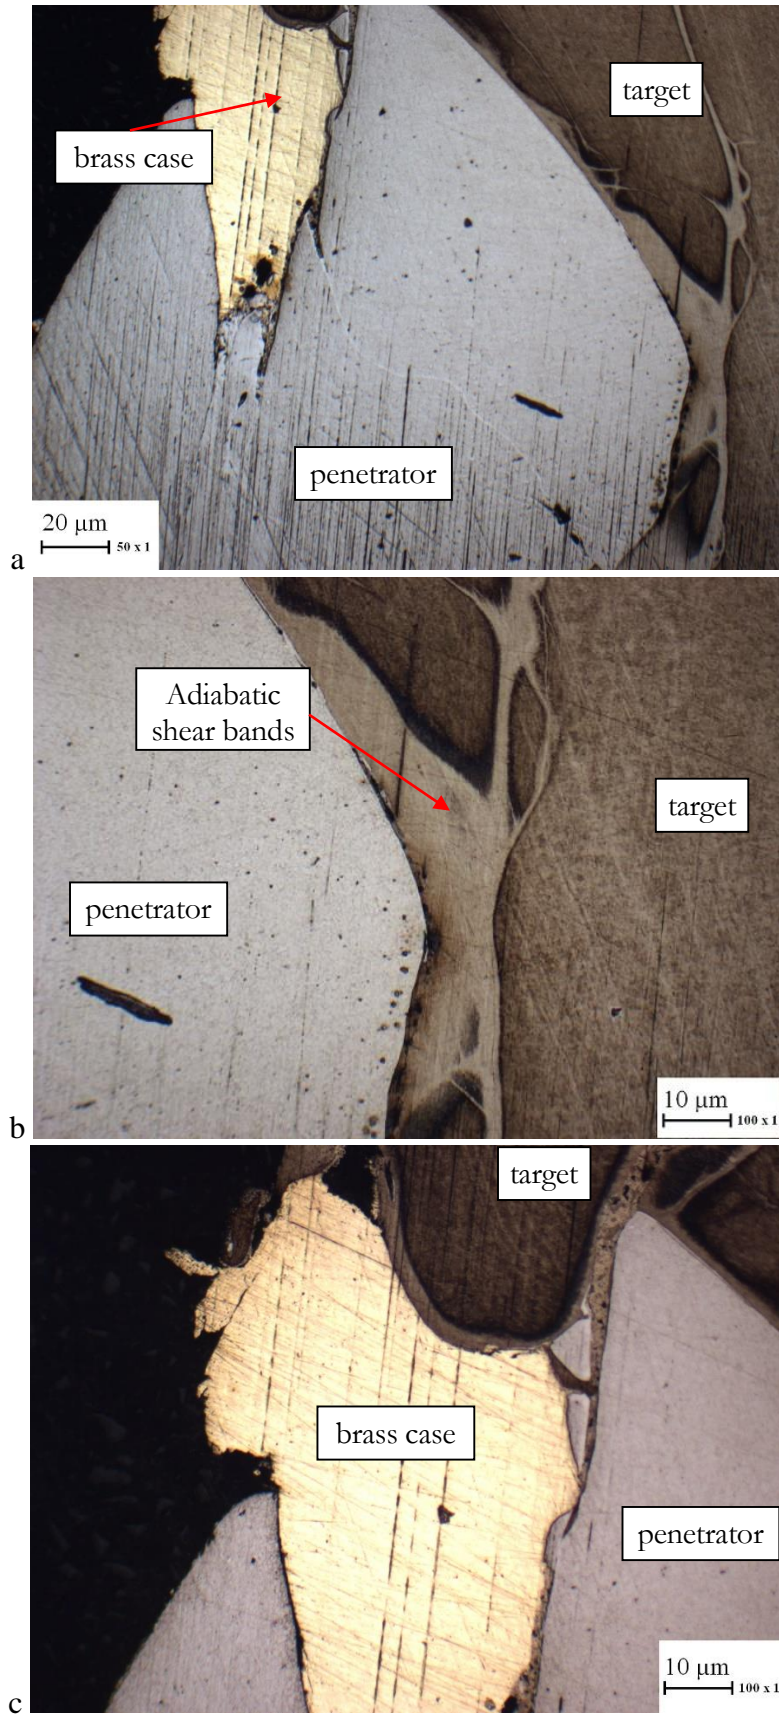 target
brass case
penetrator
20 µm
50 x 1
a
Adiabatic
shear bands
target
penetrator
10 µm
100 x 1
b
target
brass case
penetrator
10 µm
100 x 1
c